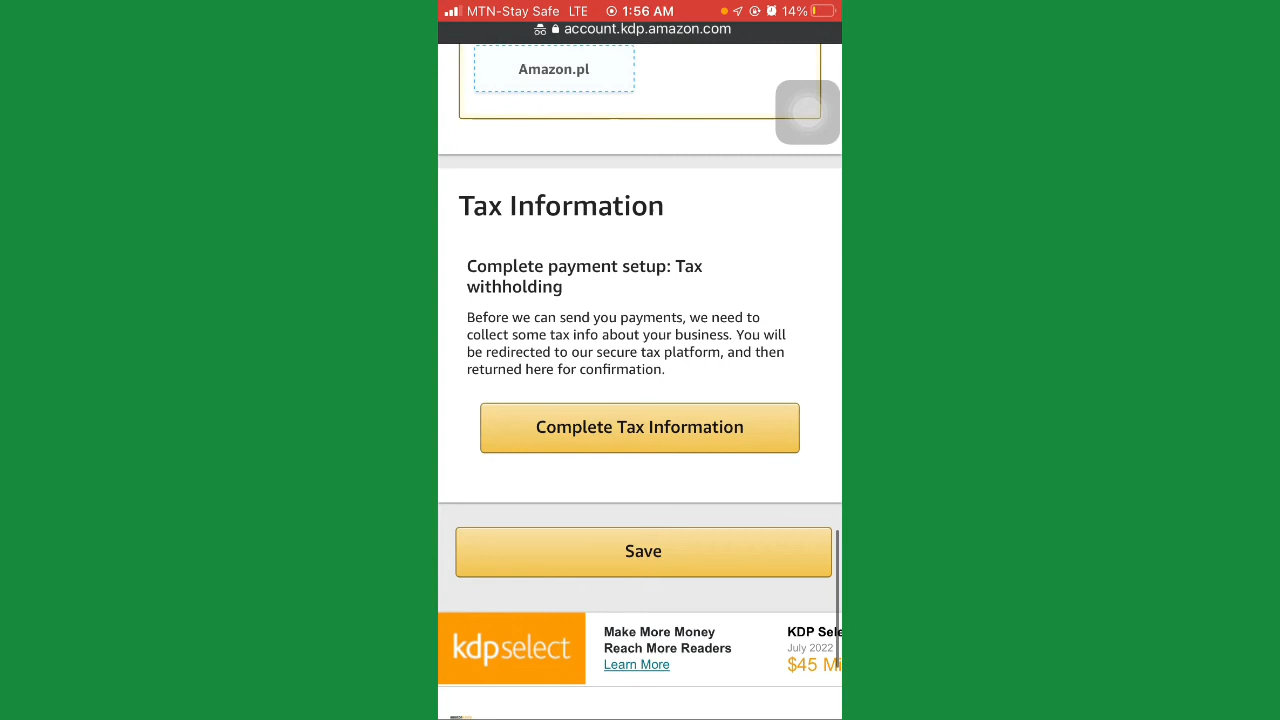 MTN-Stay Safe LTE 1:56 AM 14%
account.kdp.amazon.com
Amazon.pl
Tax Information
Complete payment setup: Tax
withholding
Before we can send you payments, we need to
collect some tax info about your business. You will
be redirected to our secure tax platform, and then
returned here for confirmation.
Complete Tax Information
Save
kdpselect
Make More Money
Reach More Readers
Learn More
KDP Sele
July 2022
$45 Mi